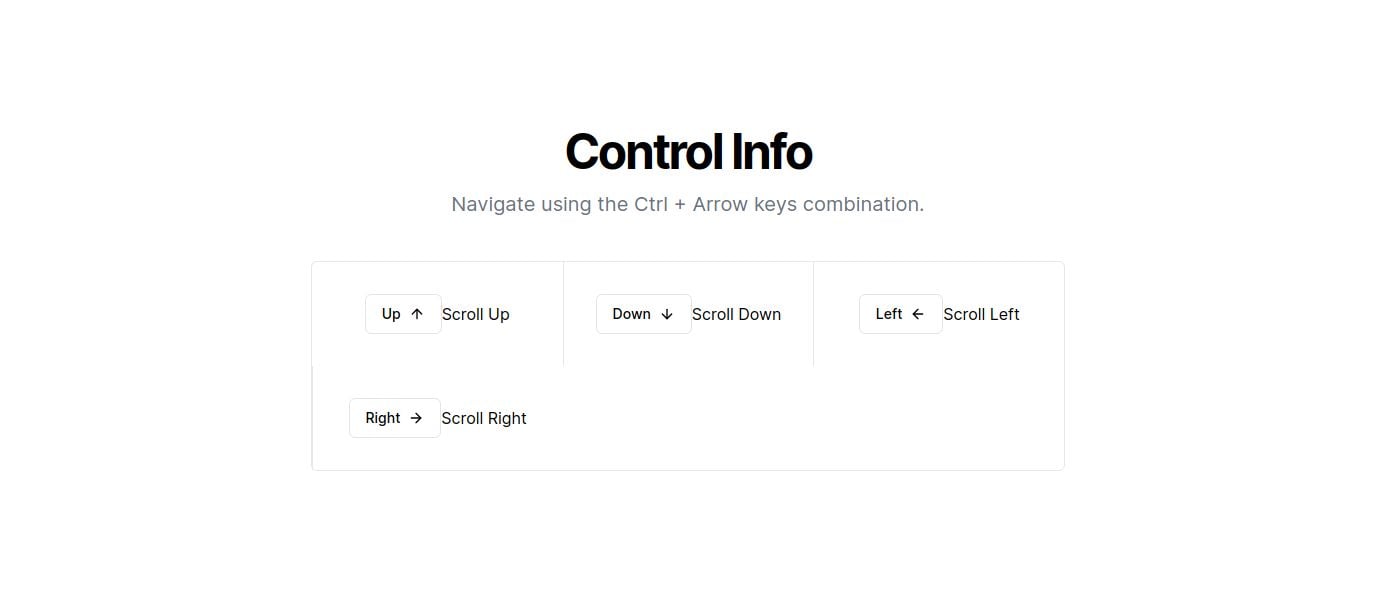 Control Info
Navigate using the Ctrl + Arrow keys combination.
Up ↑ Scroll Up
Down ↓ Scroll Down
Left ← Scroll Left
Right → Scroll Right